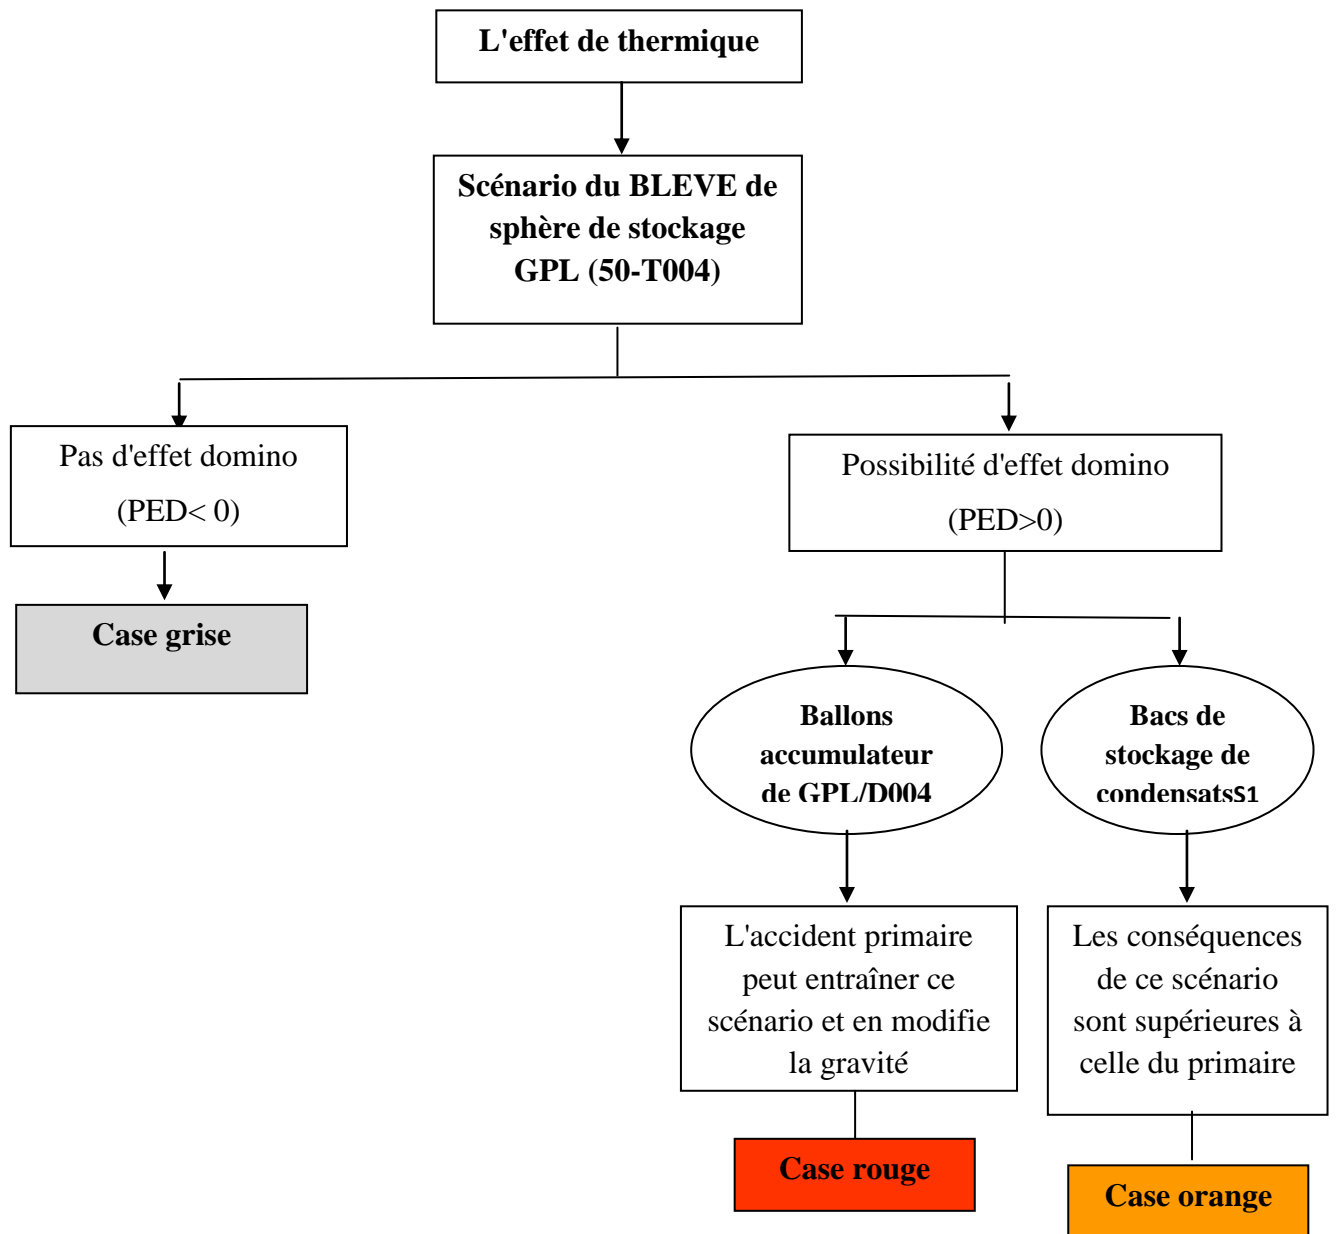 L'effet de thermique
Scénario du BLEVE de
sphère de stockage
GPL (50-T004)
Pas d'effet domino
(PED< 0)
Possibilité d'effet domino
(PED>0)
Case grise
Ballons
accumulateur
de GPL/D004
Bacs de
stockage de
condensatsS1
L'accident primaire
peut entraîner ce
scénario et en modifie
la gravité
Les conséquences
de ce scénario
sont supérieures à
celle du primaire
Case rouge
Case orange